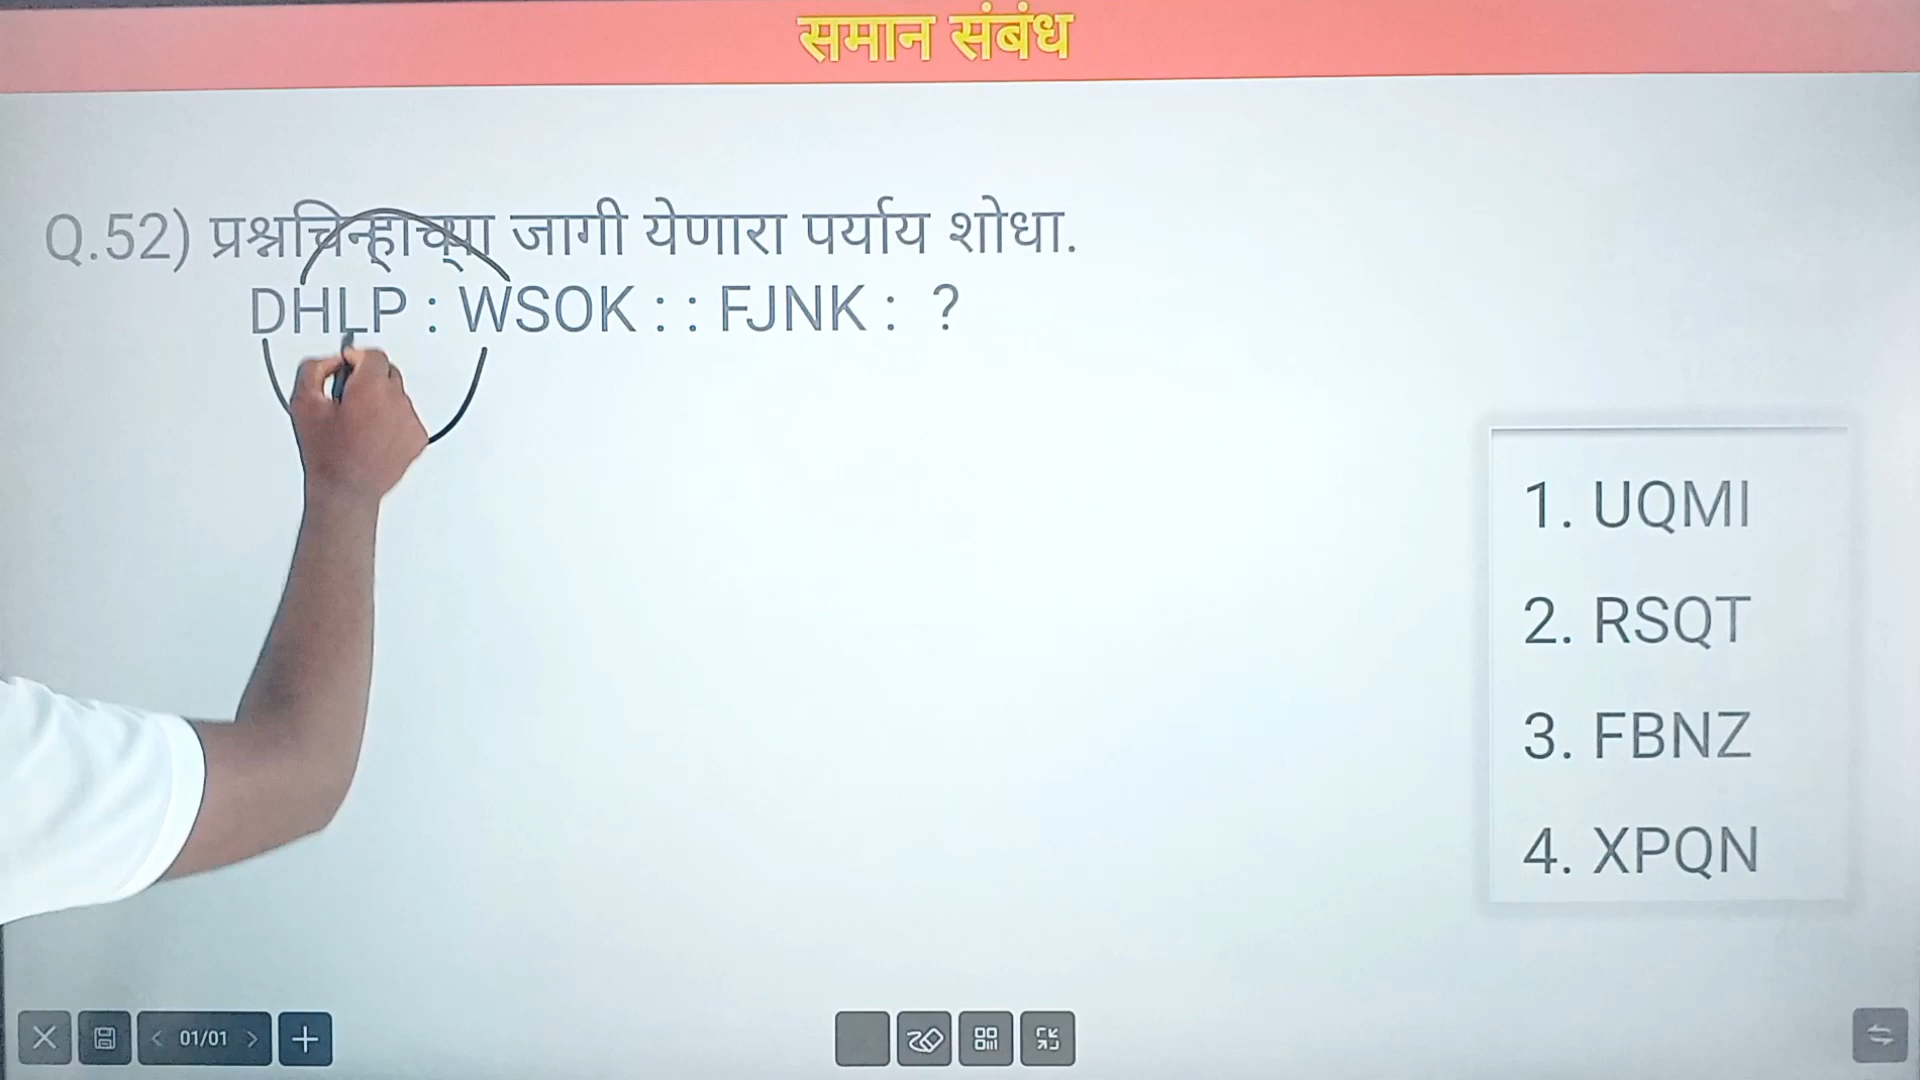 समान संबंध
Q.52) प्रश्नचिन्हाच्या जागी येणारा पर्याय शोधा.
DHLP : WSOK : : FJNK : ?
1. UQMI
2. RSQT
3. FBNZ
4. XPQN
01/01